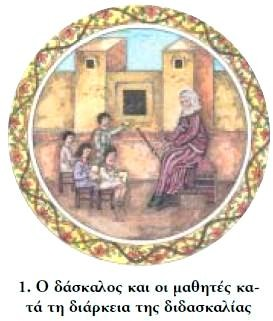 1. Ο δάσκαλος και οι μαθητές κα-
τά τη διάρκεια της διδασκαλίας